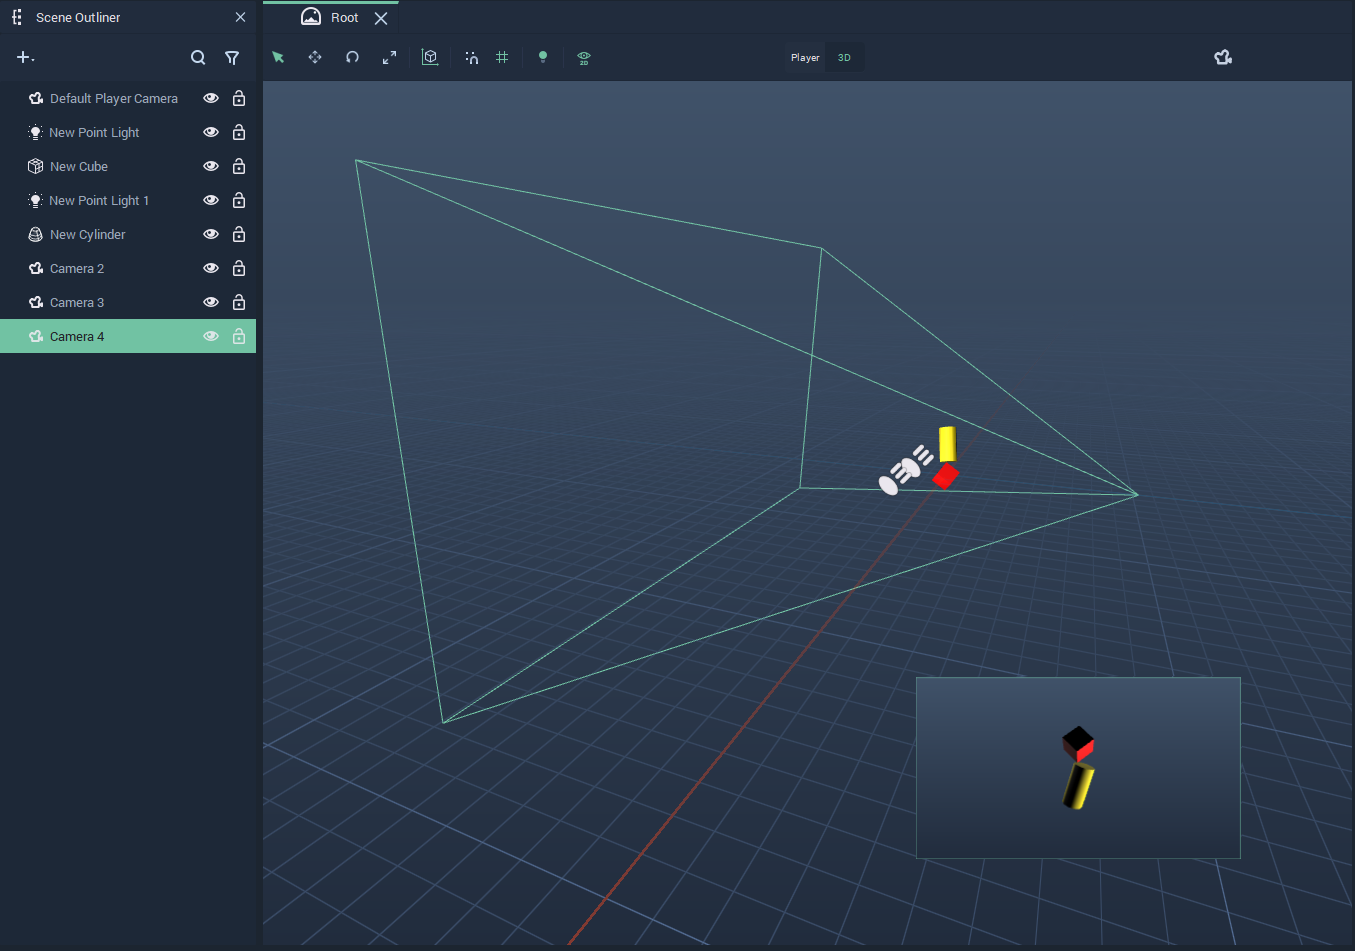 Scene Outliner
Root
Player 3D
Default Player Camera
New Point Light
New Cube
New Point Light 1
New Cylinder
Camera 2
Camera 3
Camera 4
2D